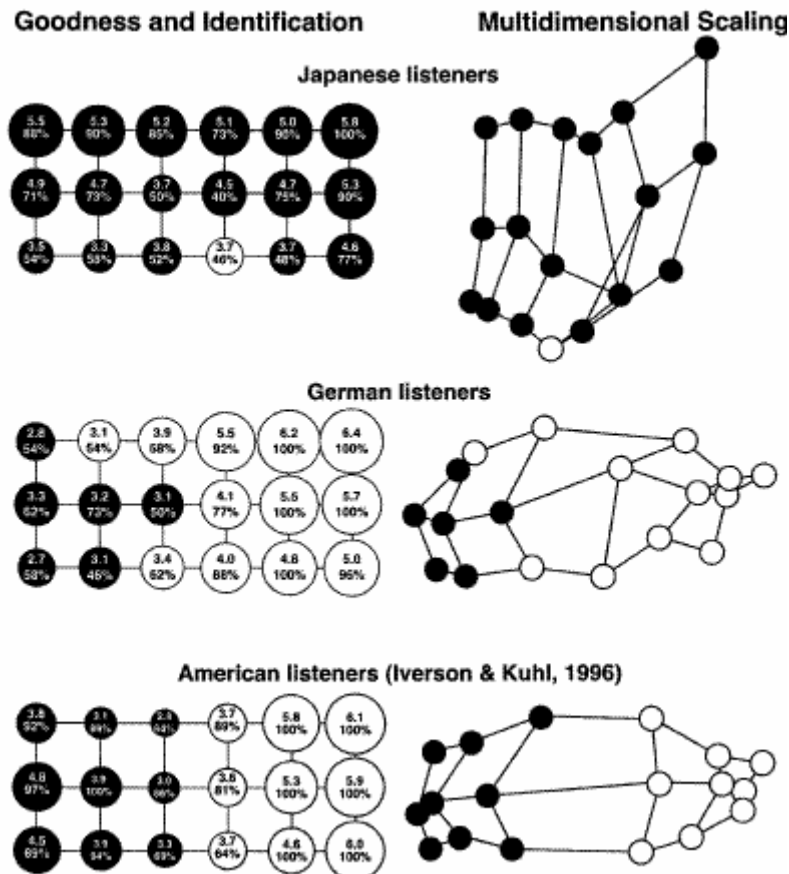 Goodness and Identification Multidimensional Scaling
Japanese listeners
5.5 5.3 5.2 5.1 5.0 5.8
88% 90% 85% 73% 90% 100%
4.9 4.7 3.7 4.5 4.7 5.3
71% 73% 50% 40% 75% 90%
3.5 3.3 3.8 3.7 3.7 4.6
54% 52% 46% 48% 77%
German listeners
2.8 3.1 3.9 5.5 6.2 6.4
54% 54% 58% 92% 100% 100%
3.3 3.2 3.1 4.1 5.5 5.7
62% 73% 50% 77% 100% 100%
2.7 3.1 3.4 4.0 4.8 5.0
58% 46% 62% 88% 100% 96%
American listeners (Iverson & Kuhl, 1996)
3.1 3.7 5.8 6.1
92% 89% 89% 100% 100%
4.8 3.9 3.0 5.3 5.9
97% 100% 86% 81% 100% 100%
4.5 3.9 3.3 3.7 4.6 6.0
94% 69% 64% 100% 100%